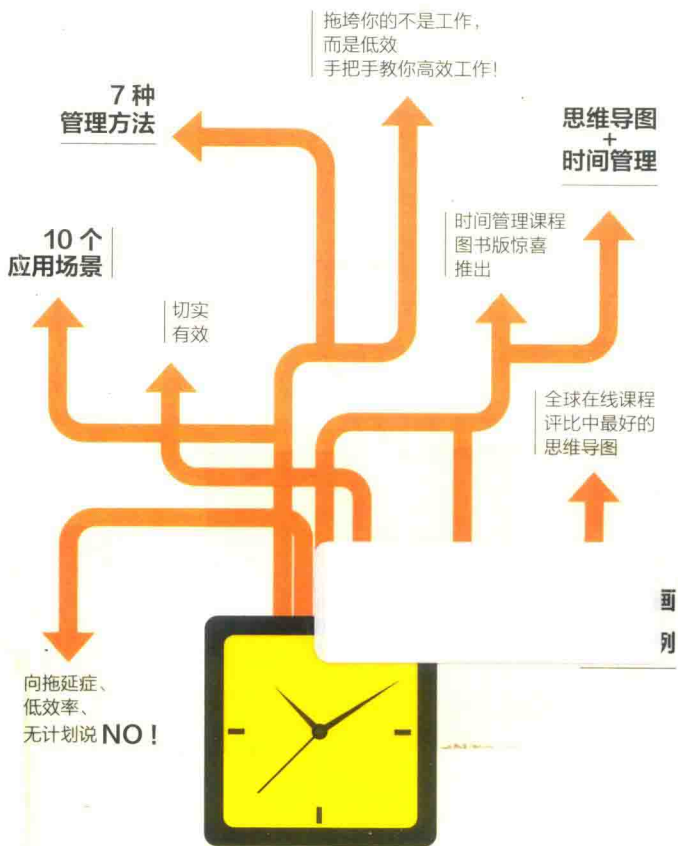 拖垮你的不是工作，
而是低效
手把手教你高效工作！
7 种
管理方法
思维导图
+
时间管理
时间管理课程
图书版惊喜
推出
10 个
应用场景
切实
有效
全球在线课程
评比中最好的
思维导图
画
例
向拖延症、
低效率、
无计划说 NO！